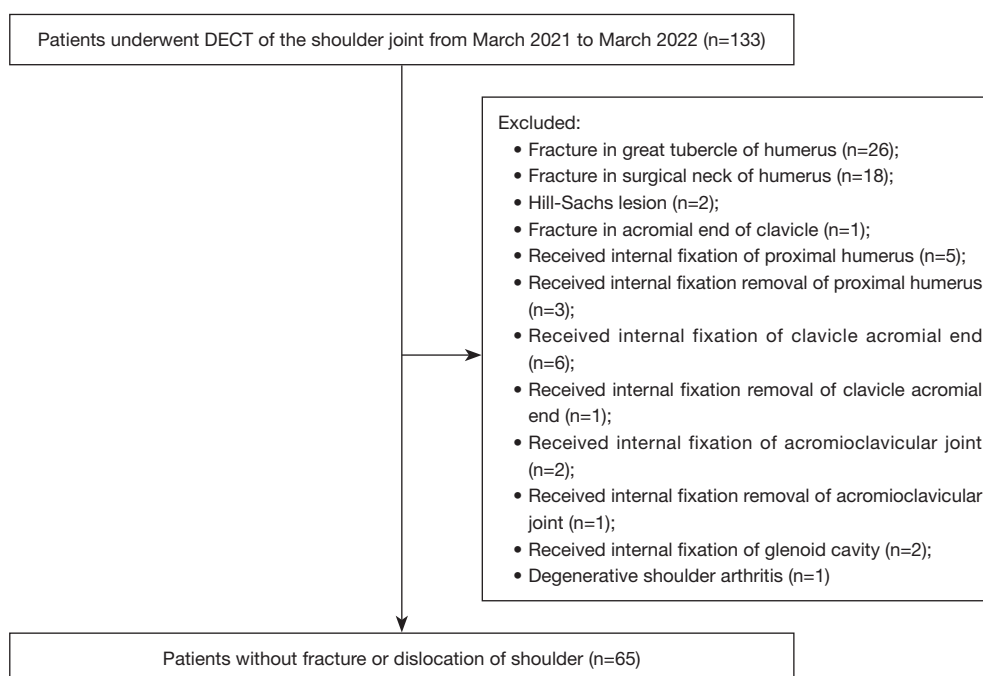 Patients underwent DECT of the shoulder joint from March 2021 to March 2022 (n=133)
Excluded:
• Fracture in great tubercle of humerus (n=26);
• Fracture in surgical neck of humerus (n=18);
• Hill-Sachs lesion (n=2);
• Fracture in acromial end of clavicle (n=1);
• Received internal fixation of proximal humerus (n=5);
• Received internal fixation removal of proximal humerus
(n=3);
• Received internal fixation of clavicle acromial end
(n=6);
• Received internal fixation removal of clavicle acromial
end (n=1);
• Received internal fixation of acromioclavicular joint
(n=2);
• Received internal fixation removal of acromioclavicular
joint (n=1);
• Received internal fixation of glenoid cavity (n=2);
• Degenerative shoulder arthritis (n=1)
Patients without fracture or dislocation of shoulder (n=65)